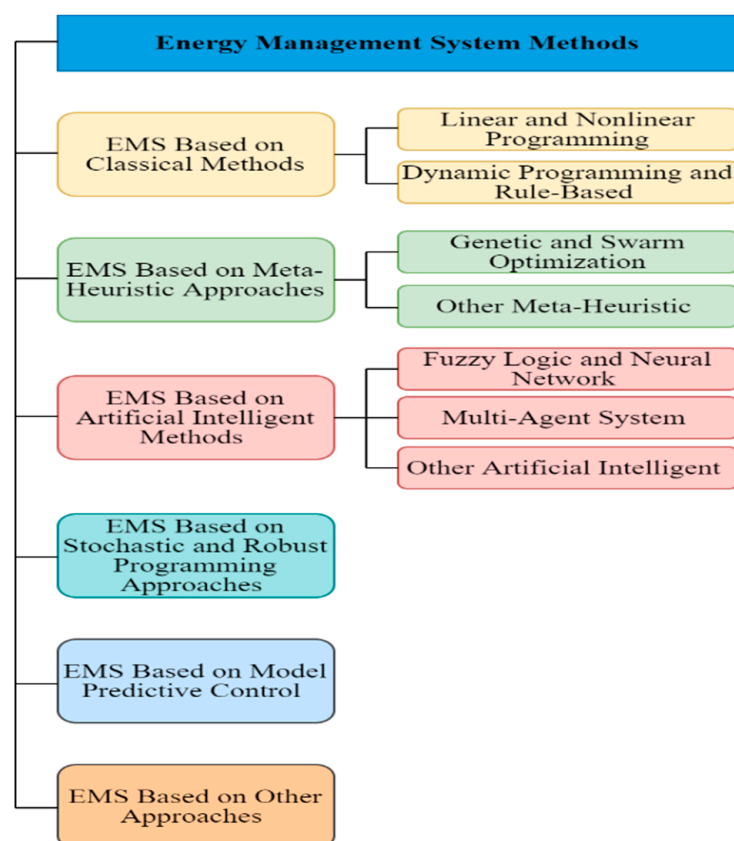 Energy Management System Methods
EMS Based on
Classical Methods
Linear and Nonlinear
Programming
Dynamic Programming and
Rule-Based
EMS Based on Meta-
Heuristic Approaches
Genetic and Swarm
Optimization
Other Meta-Heuristic
EMS Based on
Artificial Intelligent
Methods
Fuzzy Logic and Neural
Network
Multi-Agent System
Other Artificial Intelligent
EMS Based on
Stochastic and Robust
Programming
Approaches
EMS Based on Model
Predictive Control
EMS Based on Other
Approaches